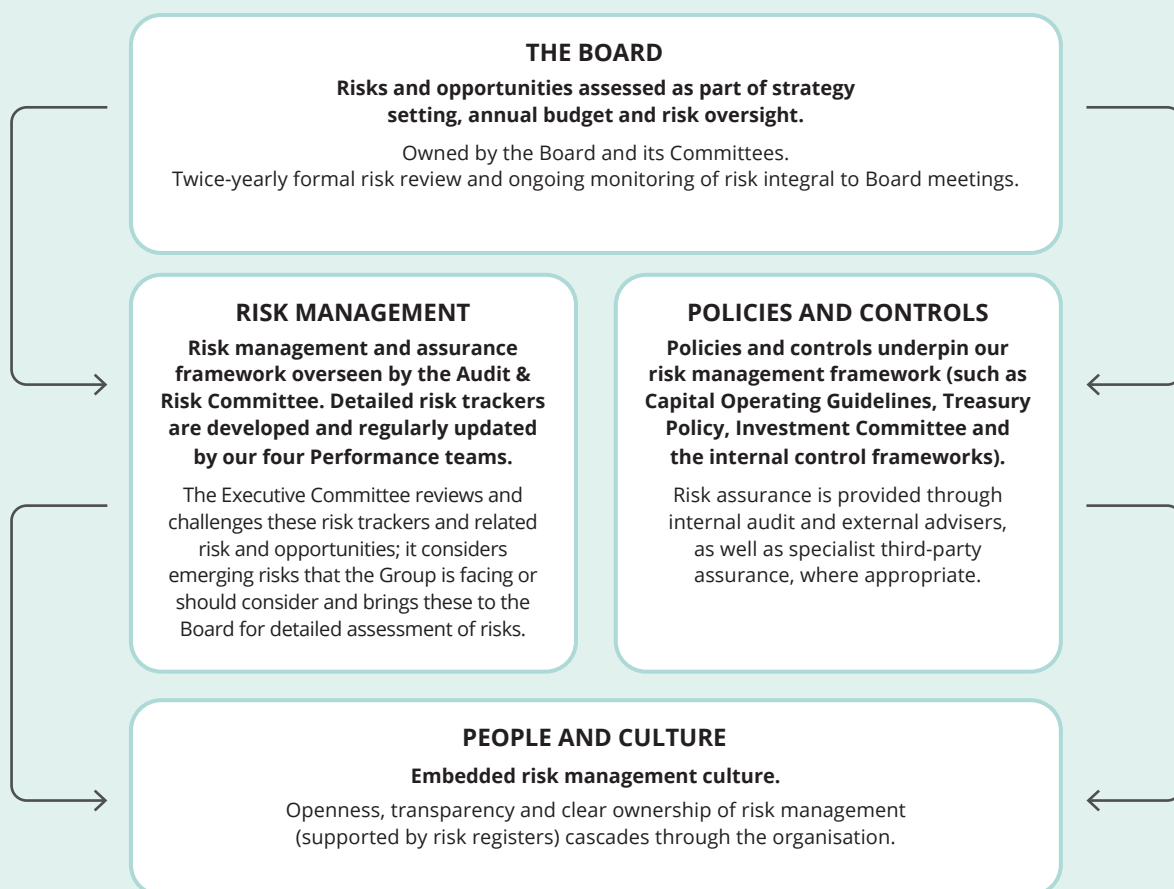 THE BOARD
Risks and opportunities assessed as part of strategy
setting, annual budget and risk oversight.
Owned by the Board and its Committees.
Twice-yearly formal risk review and ongoing monitoring of risk integral to Board meetings.
RISK MANAGEMENT
Risk management and assurance
framework overseen by the Audit &
Risk Committee. Detailed risk trackers
are developed and regularly updated
by our four Performance teams.
The Executive Committee reviews and
challenges these risk trackers and related
risk and opportunities; it considers
emerging risks that the Group is facing or
should consider and brings these to the
Board for detailed assessment of risks.
POLICIES AND CONTROLS
Policies and controls underpin our
risk management framework (such as
Capital Operating Guidelines, Treasury
Policy, Investment Committee and
the internal control frameworks).
Risk assurance is provided through
internal audit and external advisers,
as well as specialist third-party
assurance, where appropriate.
PEOPLE AND CULTURE
Embedded risk management culture.
Openness, transparency and clear ownership of risk management
(supported by risk registers) cascades through the organisation.